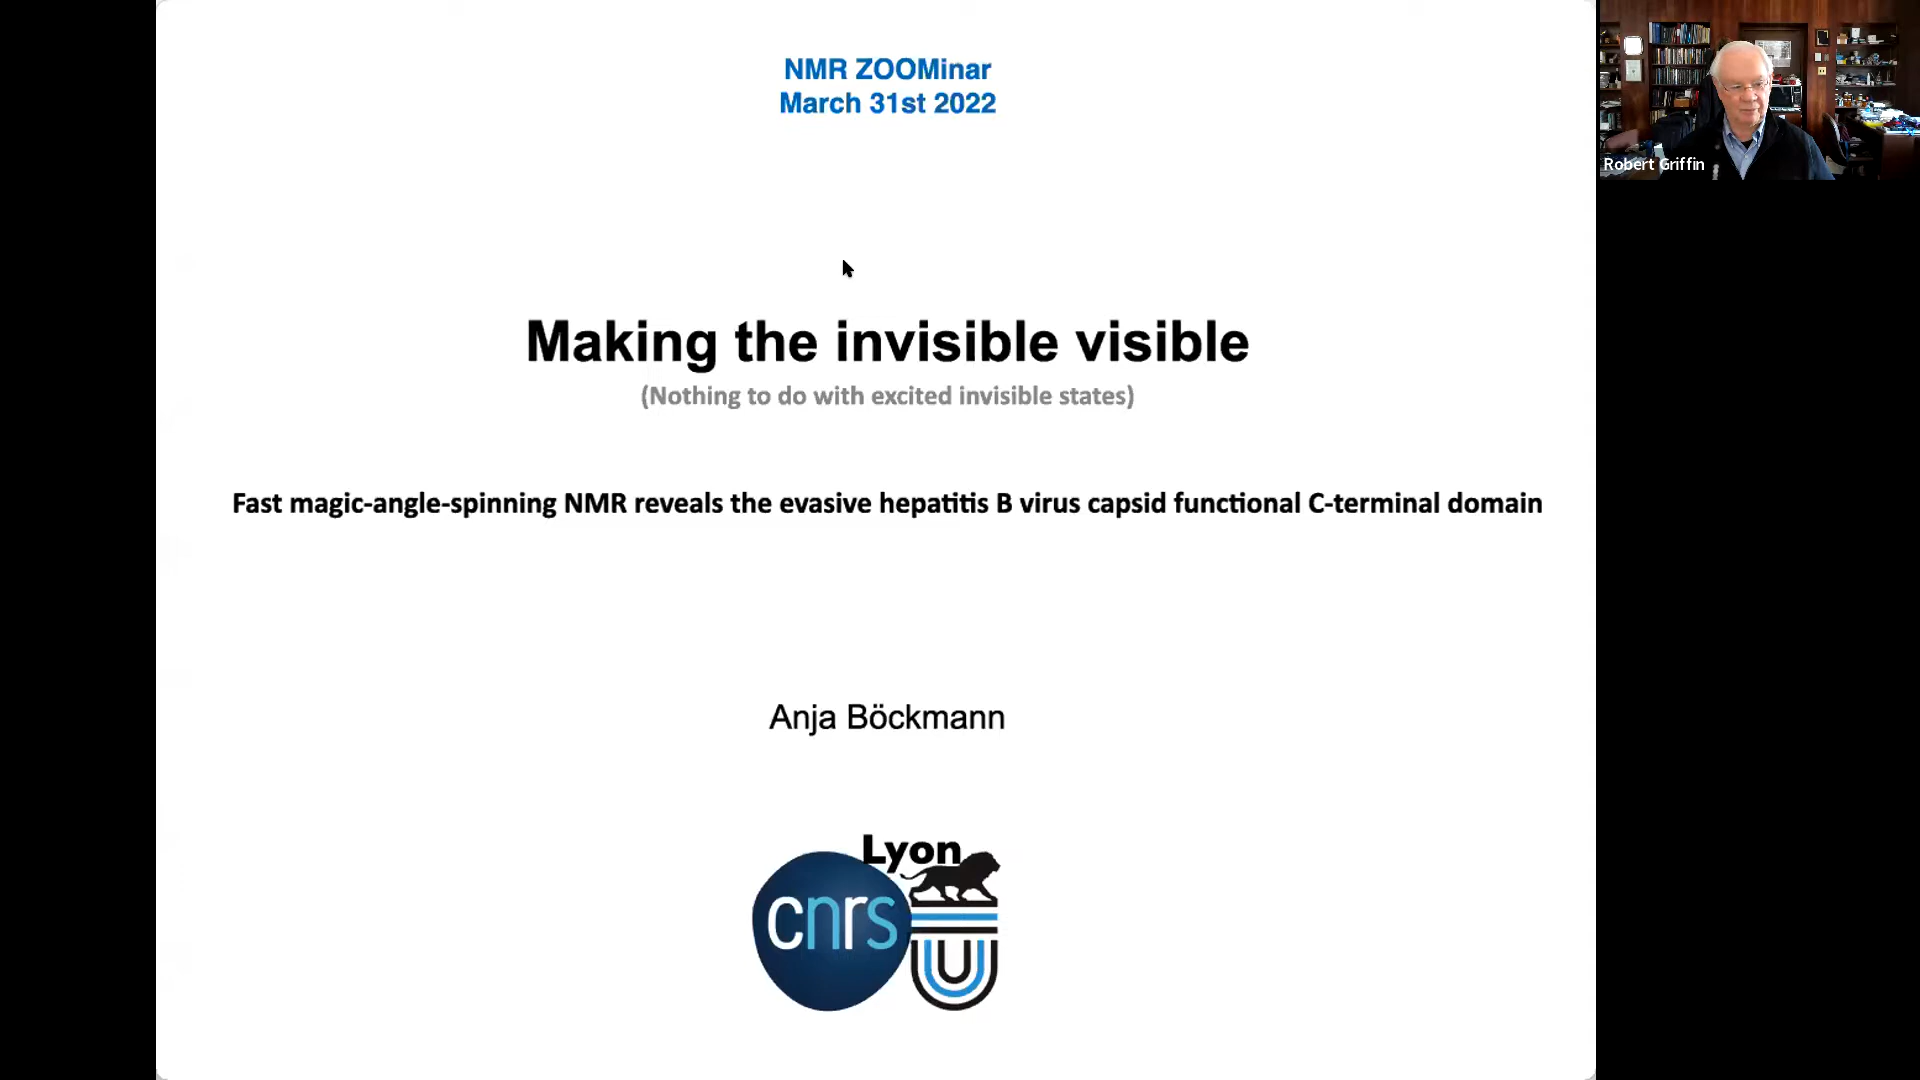 NMR ZOOMinar
March 31st 2022
Robert Griffin
Making the invisible visible
(Nothing to do with excited invisible states)
Fast magic-angle-spinning NMR reveals the evasive hepatitis B virus capsid functional C-terminal domain
Anja Böckmann
Lyon
cnrs
U